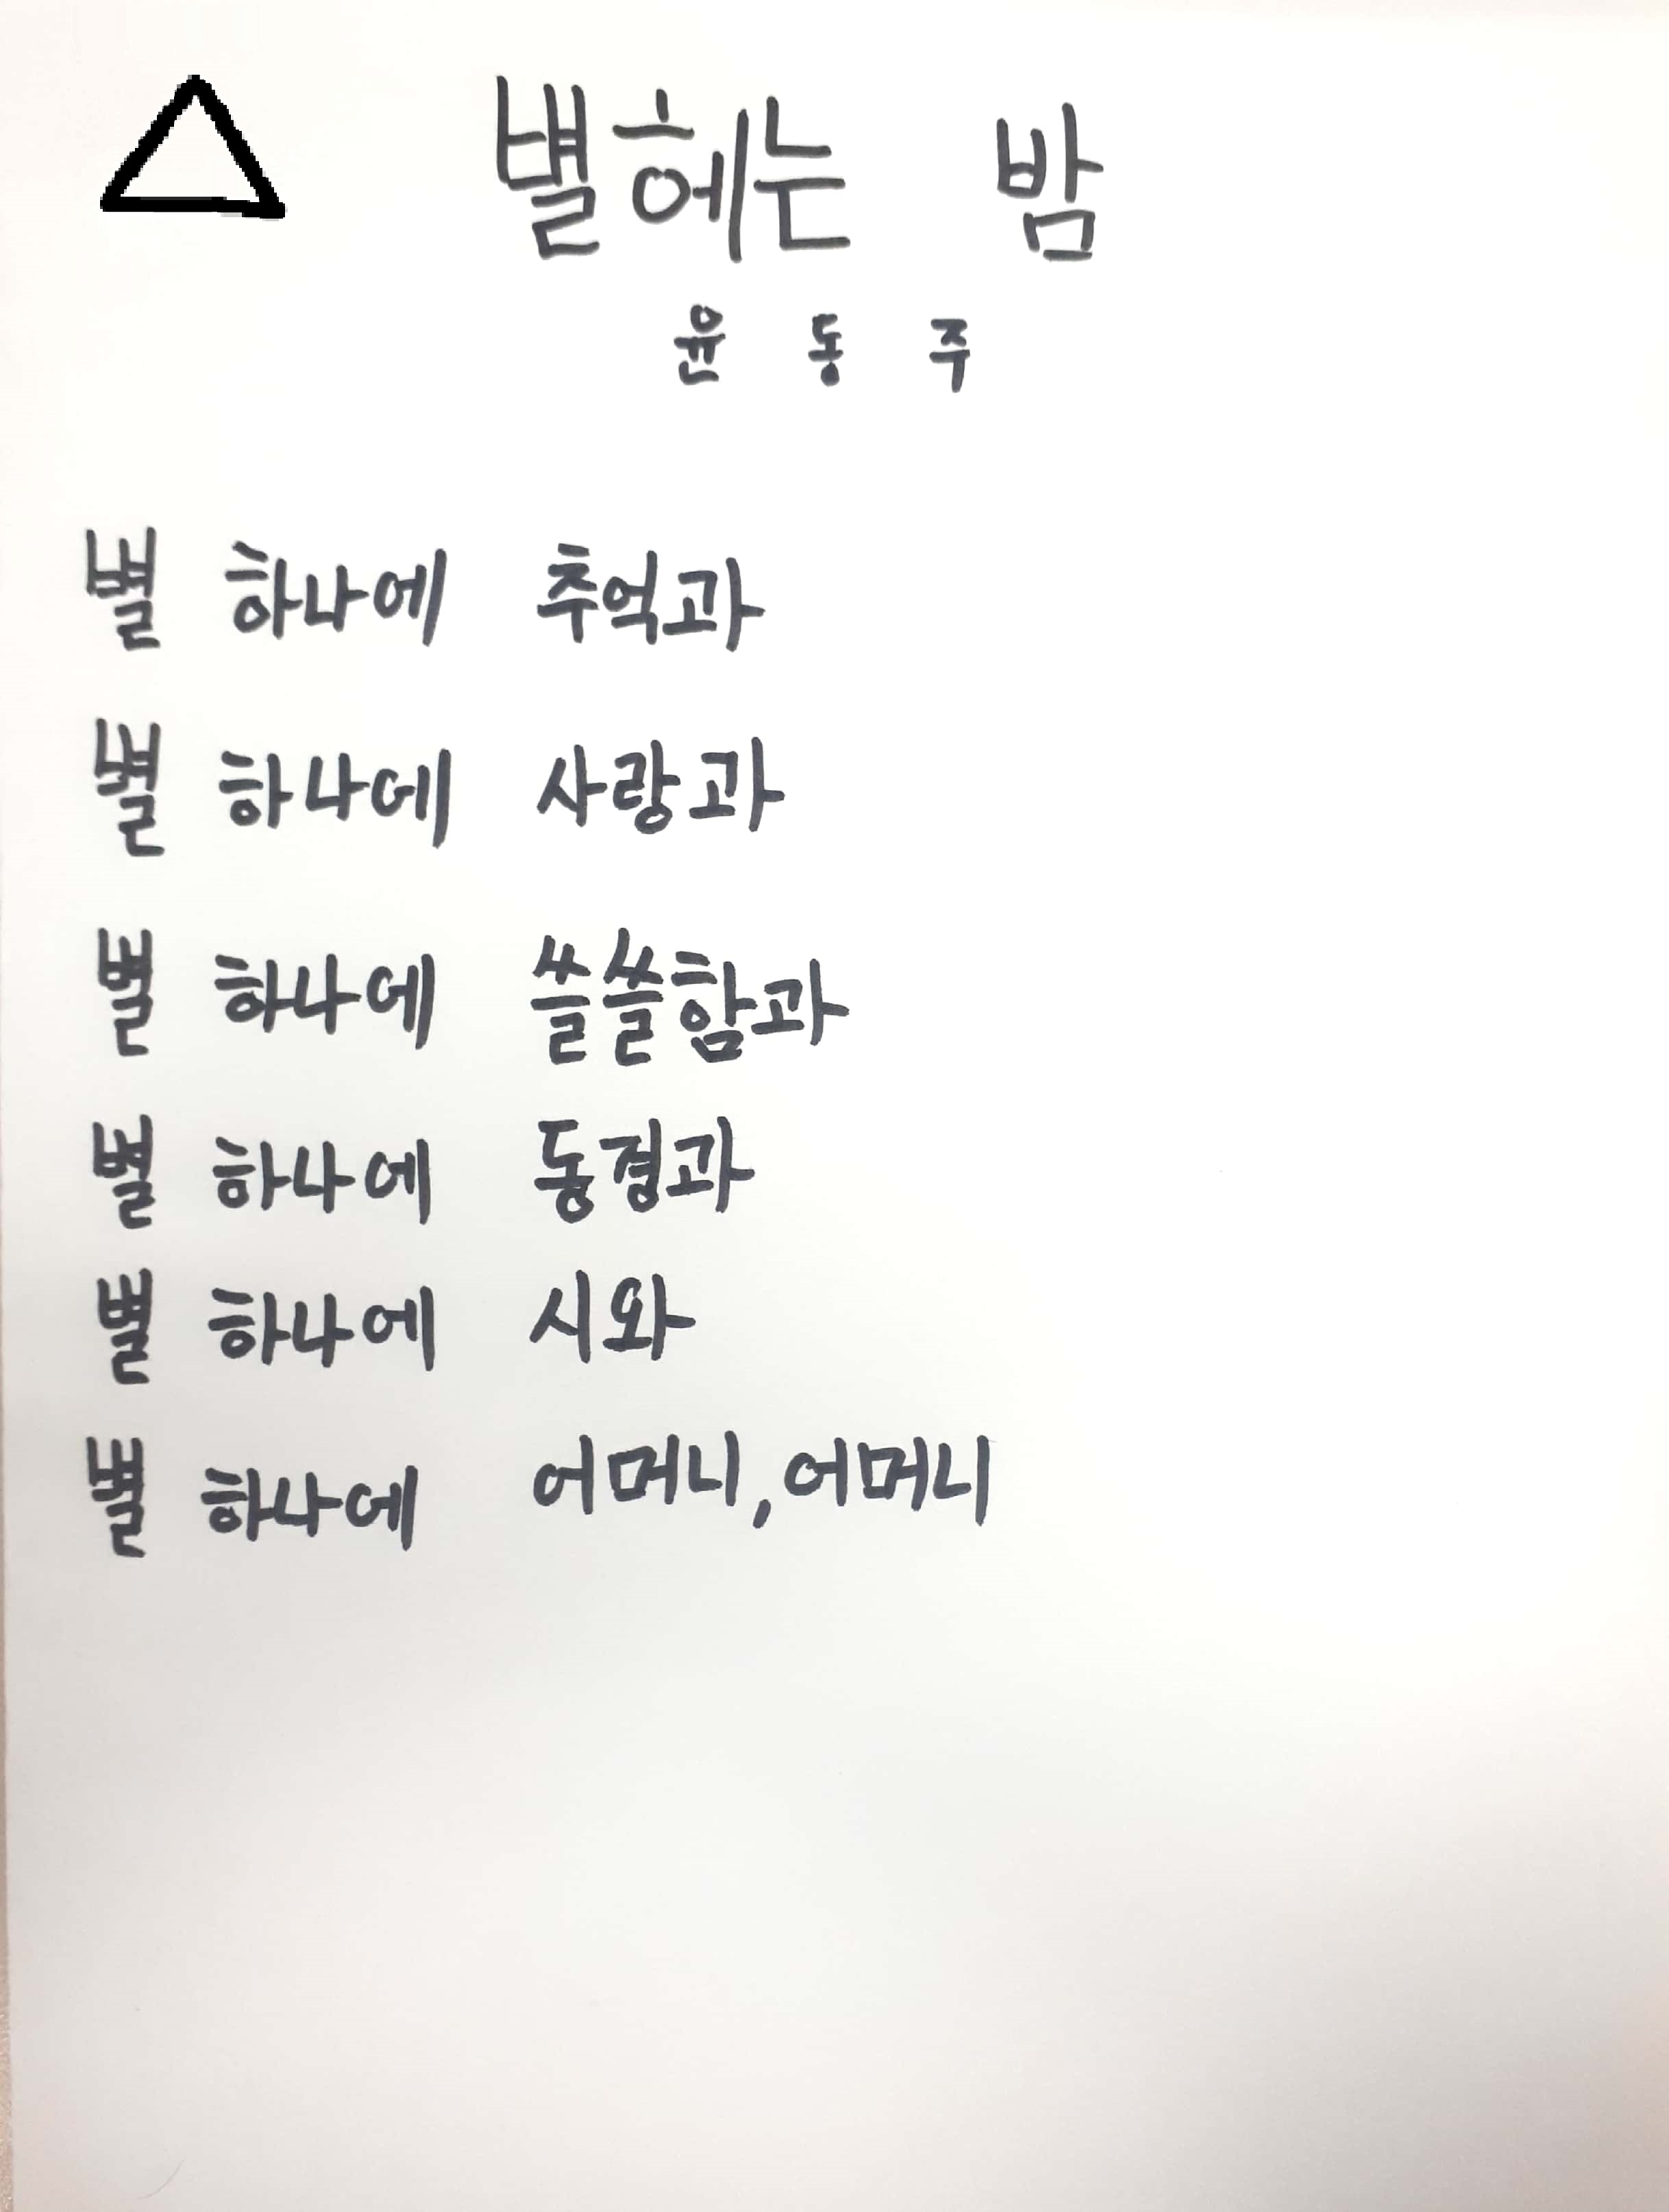 별헤는 밤
윤 동 주
별 하나에 추억과
별 하나에 사랑과
별 하나에 쓸쓸함과
별 하나에 동경과
별 하나에 시와
별 하나에 어머니, 어머니